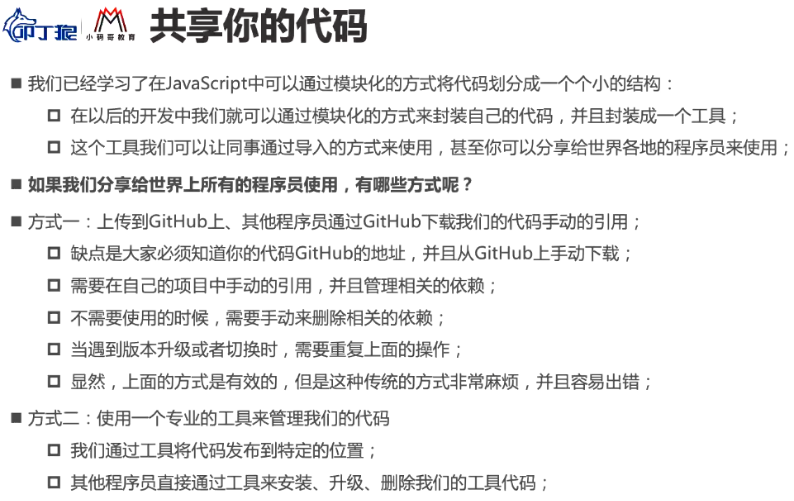 叩丁狼
小码哥教育
共享你的代码
我们已经学习了在JavaScript中可以通过模块化的方式将代码划分成一个个小的结构：
在以后的开发中我们就可以通过模块化的方式来封装自己的代码，并且封装成一个工具；
这个工具我们可以让同事通过导入的方式来使用，甚至你可以分享给世界各地的程序员来使用；
如果我们分享给世界上所有的程序员使用，有哪些方式呢？
方式一：上传到GitHub上、其他程序员通过GitHub下载我们的代码手动的引用；
缺点是大家必须知道你的代码GitHub的地址，并且从GitHub上手动下载；
需要在自己的项目中手动的引用，并且管理相关的依赖；
不需要使用的时候，需要手动来删除相关的依赖；
当遇到版本升级或者切换时，需要重复上面的操作；
显然，上面的方式是有效的，但是这种传统的方式非常麻烦，并且容易出错；
方式二：使用一个专业的工具来管理我们的代码
我们通过工具将代码发布到特定的位置；
其他程序员直接通过工具来安装、升级、删除我们的工具代码；